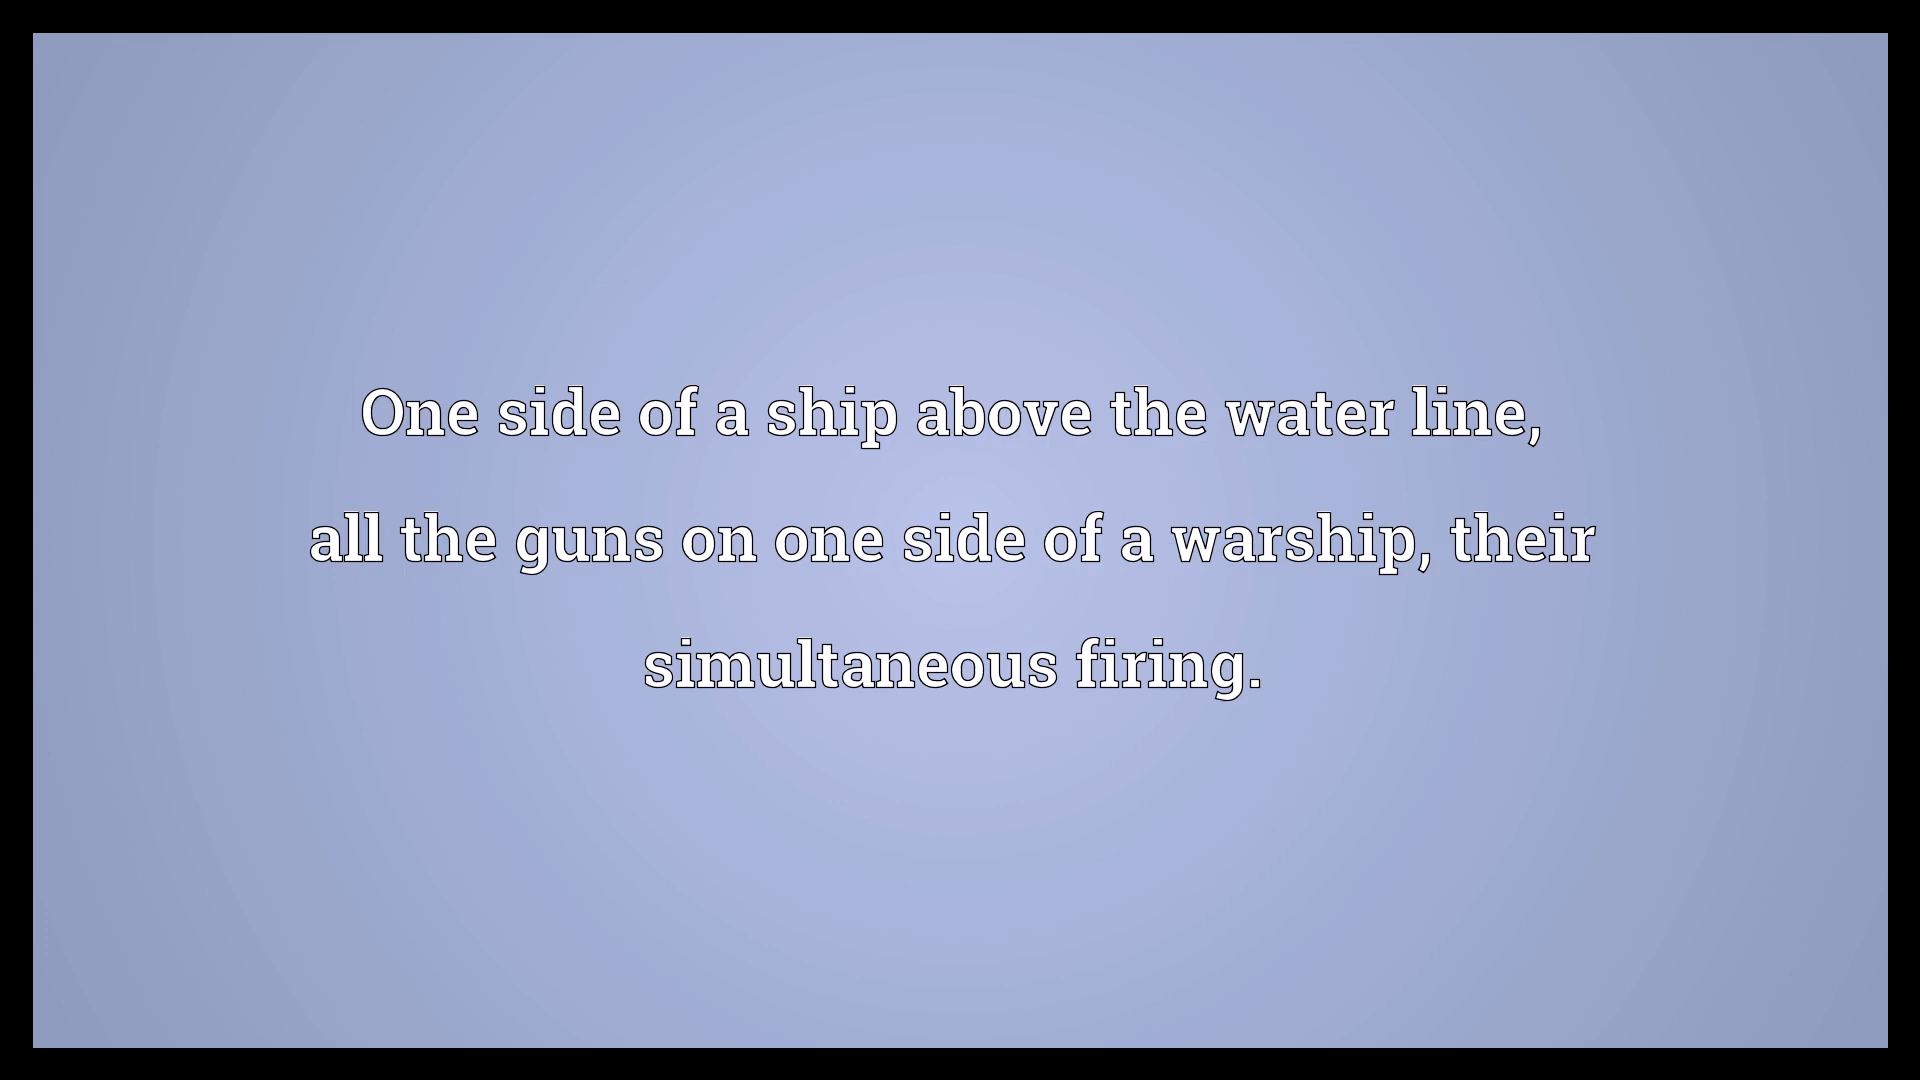 One side of a ship above the water line,
all the guns on one side of a warship, their
simultaneous firing.